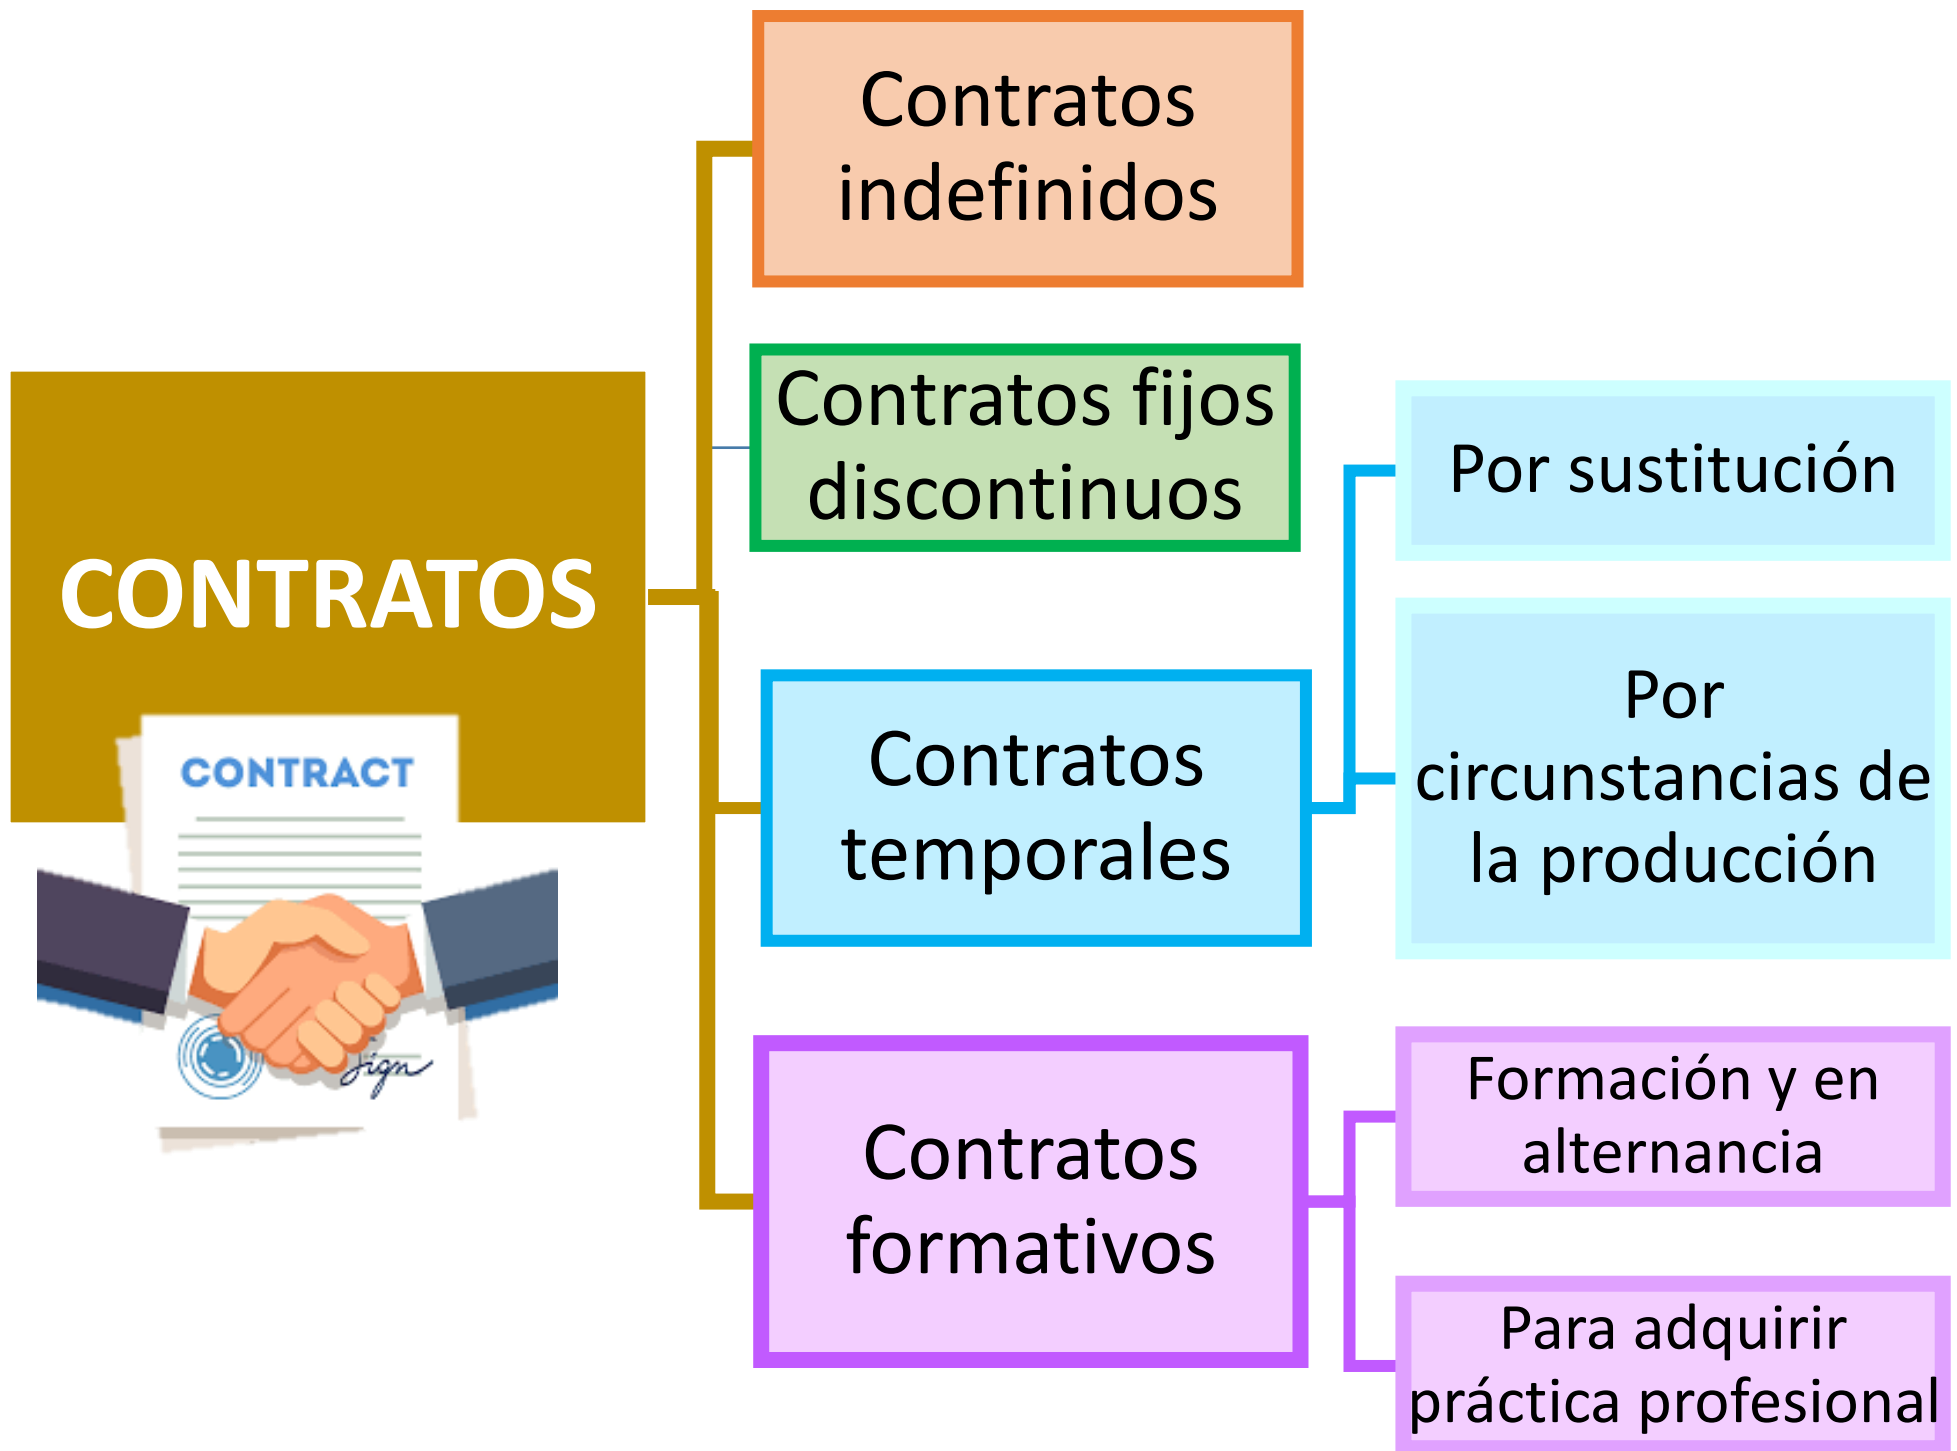 CONTRATOS
CONTRACT
Sign
Contratos
indefinidos
Contratos fijos
discontinuos
Contratos
temporales
Por sustitución
Por
circunstancias de
la producción
Contratos
formativos
Formación y en
alternancia
Para adquirir
práctica profesional